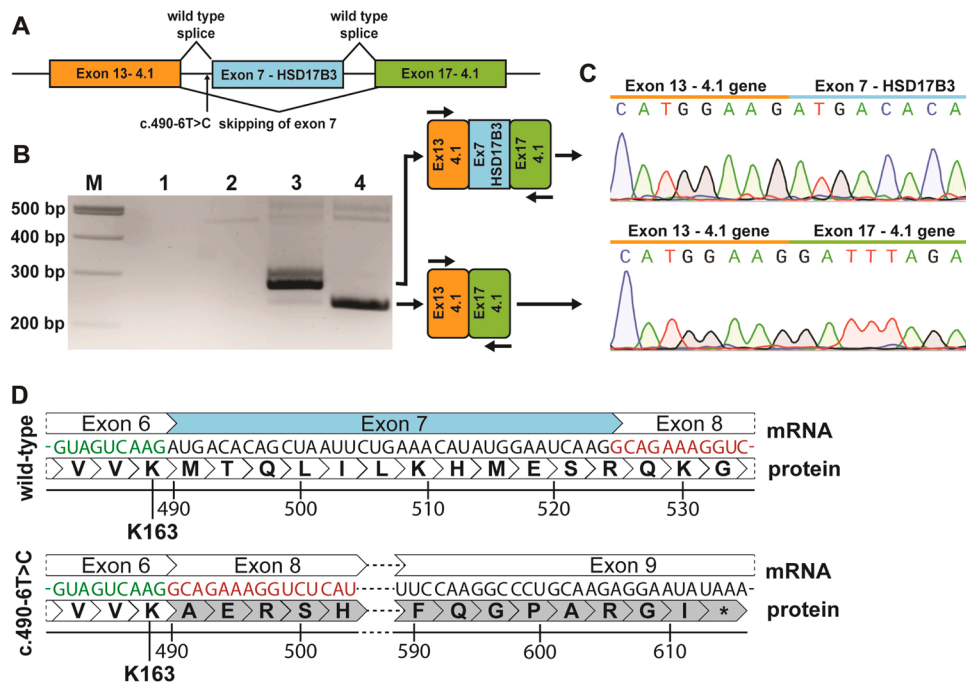 A
wild type
splice
wild type
splice
Exon 13- 4.1
Exon 7 - HSD17B3
Exon 17- 4.1
c.490-6T>C
skipping of exon 7
B
M 1 2 3 4
500 bp
400 bp
300 bp
200 bp
Ex13
4.1
Ex7
HSD17B3
Ex17
4.1
Ex13
4.1
Ex17
4.1
C
Exon 13 - 4.1 gene
Exon 7 - HSD17B3
C A T G G A A G A T G A C A C A
Exon 13 - 4.1 gene
Exon 17 - 4.1 gene
C A T G G A A G G A T T T A G A
D
wild-type
Exon 6 Exon 7 Exon 8 mRNA
-GUAGUCAAGAUGACACAGCUAAUUCUGAAACAUAUGGAAUCAAGGCAGAAAGGUC-
V V K M T Q L I L K H M E S R Q K G protein
490 500 510 520 530
K163
c.490-6T>C
Exon 6 Exon 8 Exon 9 mRNA
-GUAGUCAAGGCAGAAAGGUCUCAU UUCCAAGGCCCUGCAAGAGGAAUAUAAA-
V V K A E R S H F Q G P A R G I * protein
490 500 590 600 610
K163